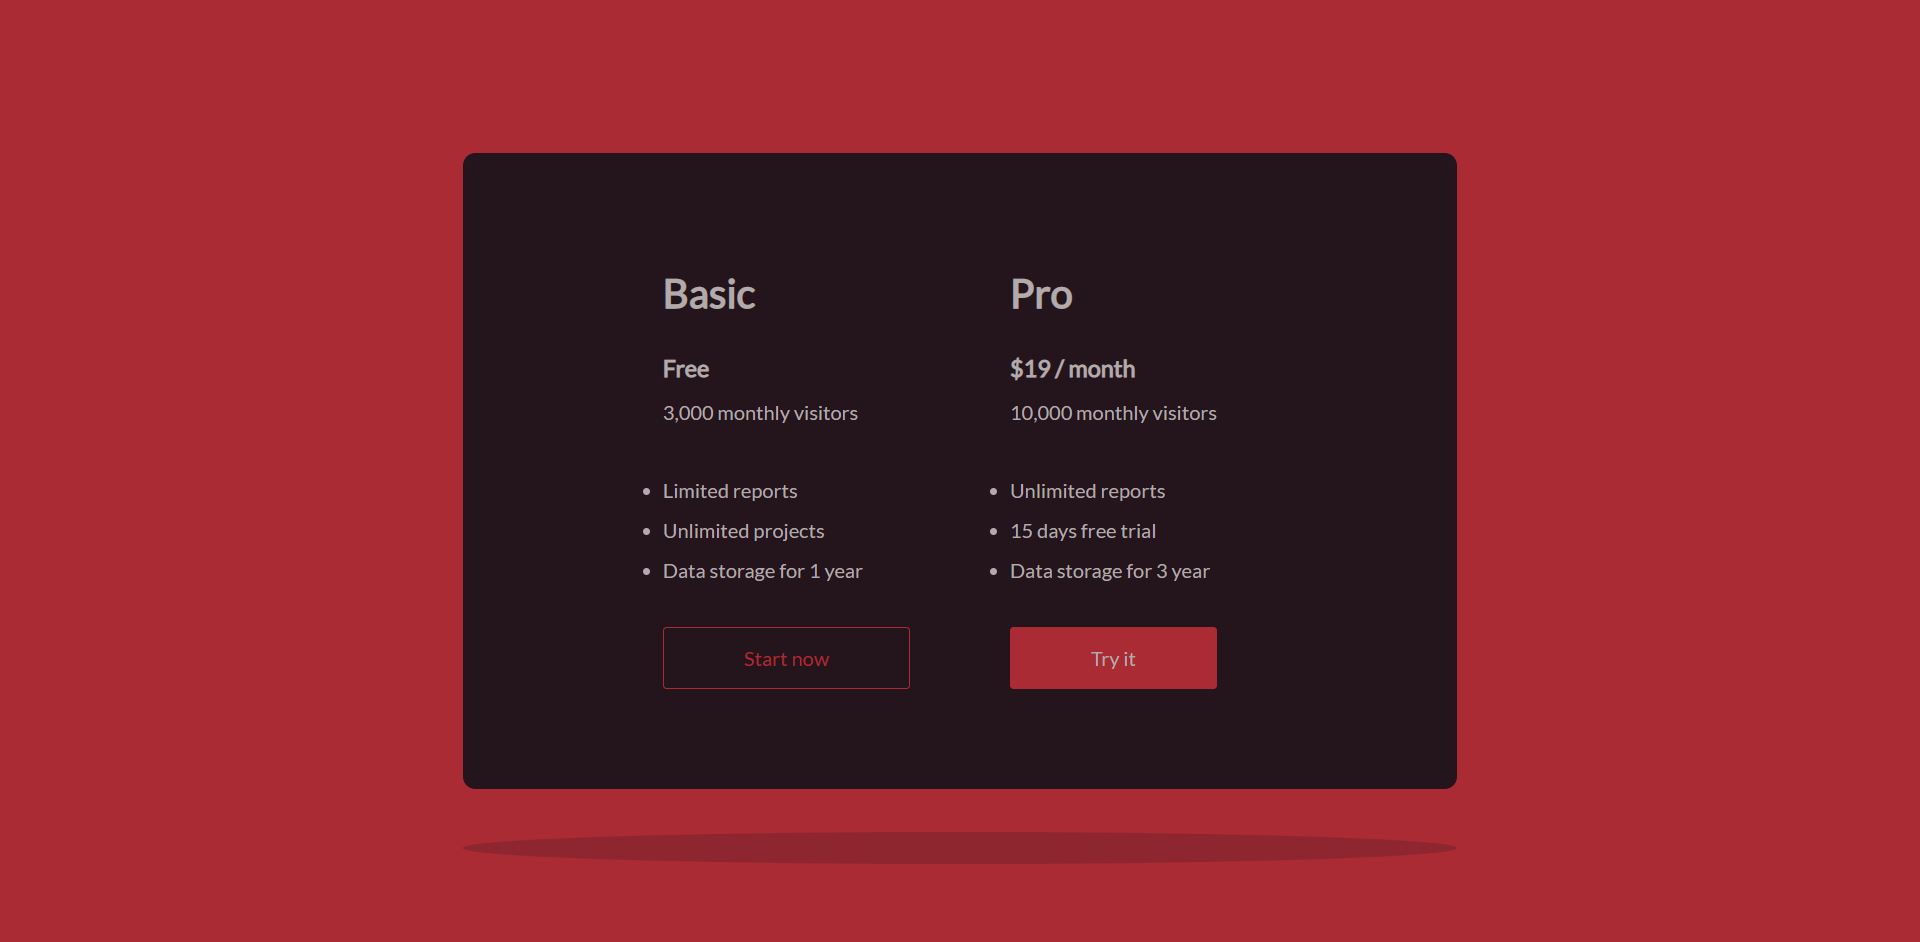 Basic
Free
3,000 monthly visitors
Limited reports
Unlimited projects
Data storage for 1 year
Start now
Pro
$19 / month
10,000 monthly visitors
Unlimited reports
15 days free trial
Data storage for 3 year
Try it